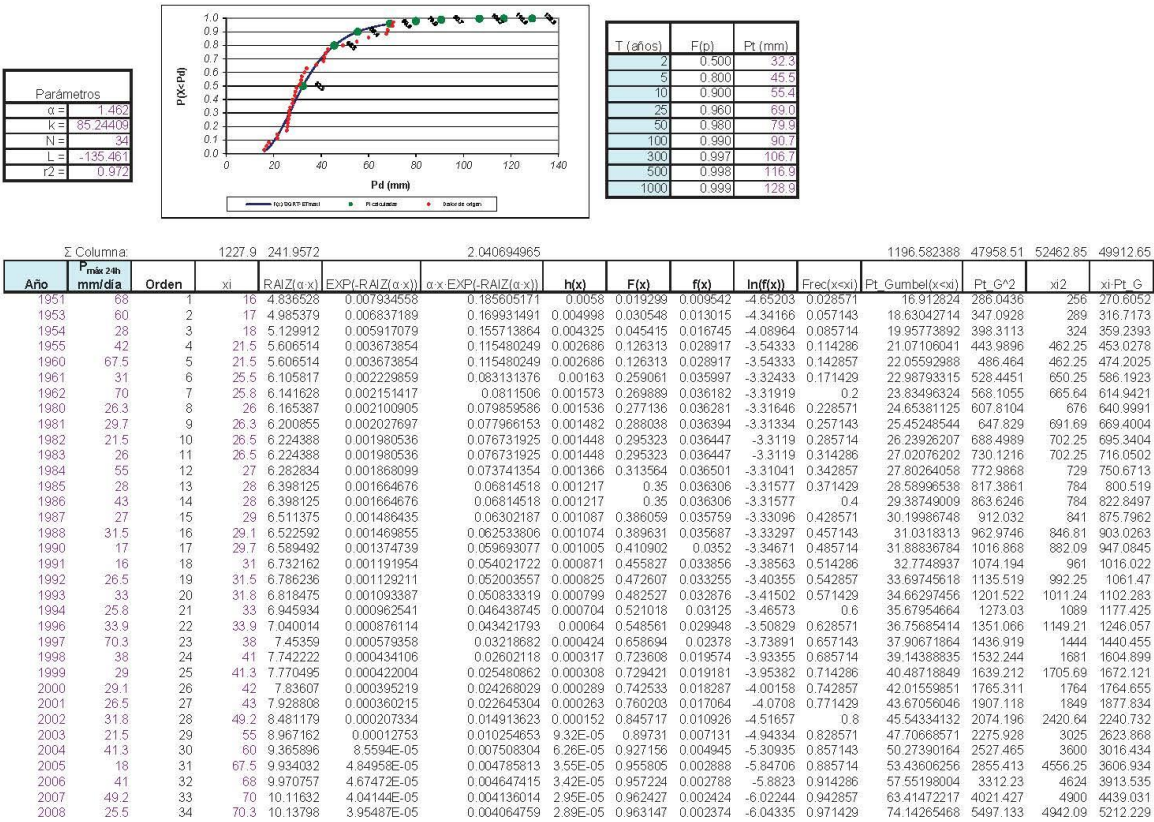 Parámetros
α = 1.462
k = 85.24409
N = 34
L = -135.461
r2 = 0.972
P(X<Pd)
1.0
0.9
0.8
0.7
0.6
0.5
0.4
0.3
0.2
0.1
0.0
0 20 40 60 80 100 120 140
Pd (mm)
T (años) F(p) Pt (mm)
2 0.500 32.3
5 0.800 45.5
10 0.900 55.4
25 0.960 69.0
50 0.980 79.9
100 0.990 90.7
300 0.997 106.7
500 0.998 116.9
1000 0.999 128.9
Σ Columna: 1227.9 241.9572 2.040694965 1196.582388 47958.51 52462.85 49912.65
Año P máx 24h mm/día Orden xi RAIZ(α·x) EXP(-RAIZ(α·x)) α·x·EXP(-RAIZ(α·x)) h(x) F(x) f(x) ln(f(x)) Frec(x<xi) Pt_Gumbel(x<xi) Pt_G^2 xi2 xi·Pt_G
1951 68 1 16 4.836528 0.007934558 0.185605171 0.0058 0.019299 0.009542 -4.65203 0.028571 16.912824 286.0436 256 270.6052
1953 60 2 17 4.985379 0.006837189 0.169931491 0.004998 0.030548 0.013015 -4.34166 0.057143 18.63042714 347.0928 289 316.7173
1954 28 3 18 5.129912 0.005917079 0.155713864 0.004325 0.045415 0.016745 -4.08964 0.085714 19.95773892 398.3113 324 359.2393
1955 42 4 21.5 5.606514 0.003673854 0.115480249 0.002686 0.126313 0.028917 -3.54333 0.114286 21.07106041 443.9896 462.25 453.0278
1960 67.5 5 21.5 5.606514 0.003673854 0.115480249 0.002686 0.126313 0.028917 -3.54333 0.142857 22.05592988 486.464 462.25 474.2025
1961 31 6 25.5 6.105817 0.002229859 0.083131376 0.00163 0.259061 0.035997 -3.32433 0.171429 22.98793315 528.4451 650.25 586.1923
1962 70 7 25.8 6.141628 0.002151417 0.0811506 0.001573 0.269889 0.036182 -3.31919 0.2 23.83496324 568.1055 665.64 614.9421
1980 26.3 8 26 6.165387 0.002100905 0.079859586 0.001536 0.277136 0.036281 -3.31646 0.228571 24.65381125 607.8104 676 640.9991
1981 29.7 9 26.3 6.200855 0.002027697 0.077966153 0.001482 0.288038 0.036394 -3.31334 0.257143 25.45248544 647.829 691.69 669.4004
1982 21.5 10 26.5 6.224388 0.001980536 0.076731925 0.001448 0.295323 0.036447 -3.3119 0.285714 26.23926207 688.4989 702.25 695.3404
1983 26 11 26.5 6.224388 0.001980536 0.076731925 0.001448 0.295323 0.036447 -3.3119 0.314286 27.02076202 730.1216 702.25 716.0502
1984 55 12 27 6.282834 0.001868099 0.073741354 0.001366 0.313564 0.036501 -3.31041 0.342857 27.80264058 772.9868 729 750.6713
1985 28 13 28 6.398125 0.001664676 0.06814518 0.001217 0.35 0.036306 -3.31577 0.371429 28.58996538 817.3861 784 800.519
1986 43 14 28 6.398125 0.001664676 0.06814518 0.001217 0.35 0.036306 -3.31577 0.4 29.38749009 863.6246 784 822.8497
1987 27 15 29 6.511375 0.001486435 0.06302187 0.001087 0.386059 0.035759 -3.33096 0.428571 30.19986748 912.032 841 875.7962
1988 31.5 16 29.1 6.522592 0.001469855 0.062533806 0.001074 0.389631 0.035687 -3.33297 0.457143 31.0318313 962.9746 846.81 903.0263
1990 17 17 29.7 6.589492 0.001374739 0.059693077 0.001005 0.410902 0.0352 -3.34671 0.485714 31.88836784 1016.868 882.09 947.0845
1991 16 18 31 6.732162 0.001191954 0.054021722 0.000871 0.455827 0.033856 -3.38563 0.514286 32.7748937 1074.194 961 1016.022
1992 26.5 19 31.5 6.786236 0.001129211 0.052003557 0.000825 0.472607 0.033255 -3.40355 0.542857 33.69745618 1135.519 992.25 1061.47
1993 33 20 31.8 6.818475 0.001093387 0.050833319 0.000799 0.482527 0.032876 -3.41502 0.571429 34.66297456 1201.522 1011.24 1102.283
1994 25.8 21 33 6.945934 0.000962541 0.046438745 0.000704 0.521018 0.03125 -3.46573 0.6 35.67954664 1273.03 1089 1177.425
1996 33.9 22 33.9 7.040014 0.000876114 0.043421793 0.00064 0.548561 0.029948 -3.50829 0.628571 36.75685414 1351.066 1149.21 1246.057
1997 70.3 23 38 7.45359 0.000579358 0.03218682 0.000424 0.658694 0.02378 -3.73891 0.657143 37.90671864 1436.919 1444 1440.455
1998 38 24 41 7.742222 0.000434106 0.02602118 0.000317 0.723608 0.019574 -3.93355 0.685714 39.14388835 1532.244 1681 1604.899
1999 29 25 41.3 7.770495 0.000422004 0.025480862 0.000308 0.729421 0.019181 -3.95382 0.714286 40.48718849 1639.212 1705.69 1672.121
2000 29.1 26 42 7.83607 0.000395219 0.024268029 0.000289 0.742533 0.018287 -4.00158 0.742857 42.01559851 1765.311 1764 1764.655
2001 26.5 27 43 7.928808 0.000360215 0.022645304 0.000263 0.760203 0.017064 -4.0708 0.771429 43.67056046 1907.118 1849 1877.834
2002 31.8 28 49.2 8.481179 0.000207334 0.014913623 0.000152 0.845717 0.010926 -4.51657 0.8 45.54334132 2074.196 2420.64 2240.732
2003 21.5 29 55 8.967162 0.00012753 0.010254653 9.32E-05 0.89731 0.007131 -4.94334 0.828571 47.70668571 2275.928 3025 2623.868
2004 41.3 30 60 9.365896 8.5594E-05 0.007508304 6.26E-05 0.927156 0.004945 -5.30935 0.857143 50.27390164 2527.465 3600 3016.434
2005 18 31 67.5 9.934032 4.84958E-05 0.004785813 3.55E-05 0.955805 0.002888 -5.84706 0.885714 53.43606256 2855.413 4556.25 3606.934
2006 41 32 68 9.970757 4.67472E-05 0.004647415 3.42E-05 0.957224 0.002788 -5.8823 0.914286 57.55198004 3312.23 4624 3913.535
2007 49.2 33 70 10.11632 4.04144E-05 0.004136014 2.95E-05 0.962427 0.002424 -6.02244 0.942857 63.41472217 4021.427 4900 4439.031
2008 25.5 34 70.3 10.13798 3.95487E-05 0.004064759 2.89E-05 0.963147 0.002374 -6.04335 0.971429 74.14265468 5497.133 4942.09 5212.229